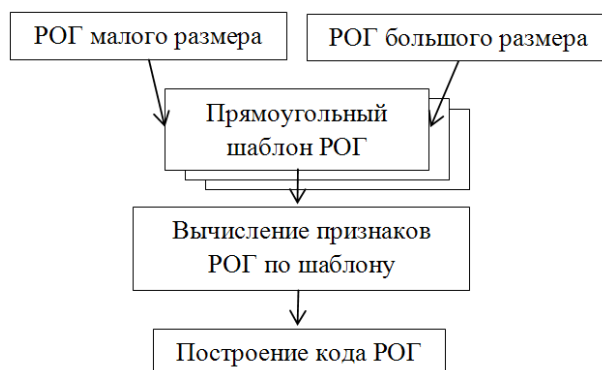 РОГ малого размера
РОГ большого размера
Прямоугольный
шаблон РОГ
Вычисление признаков
РОГ по шаблону
Построение кода РОГ